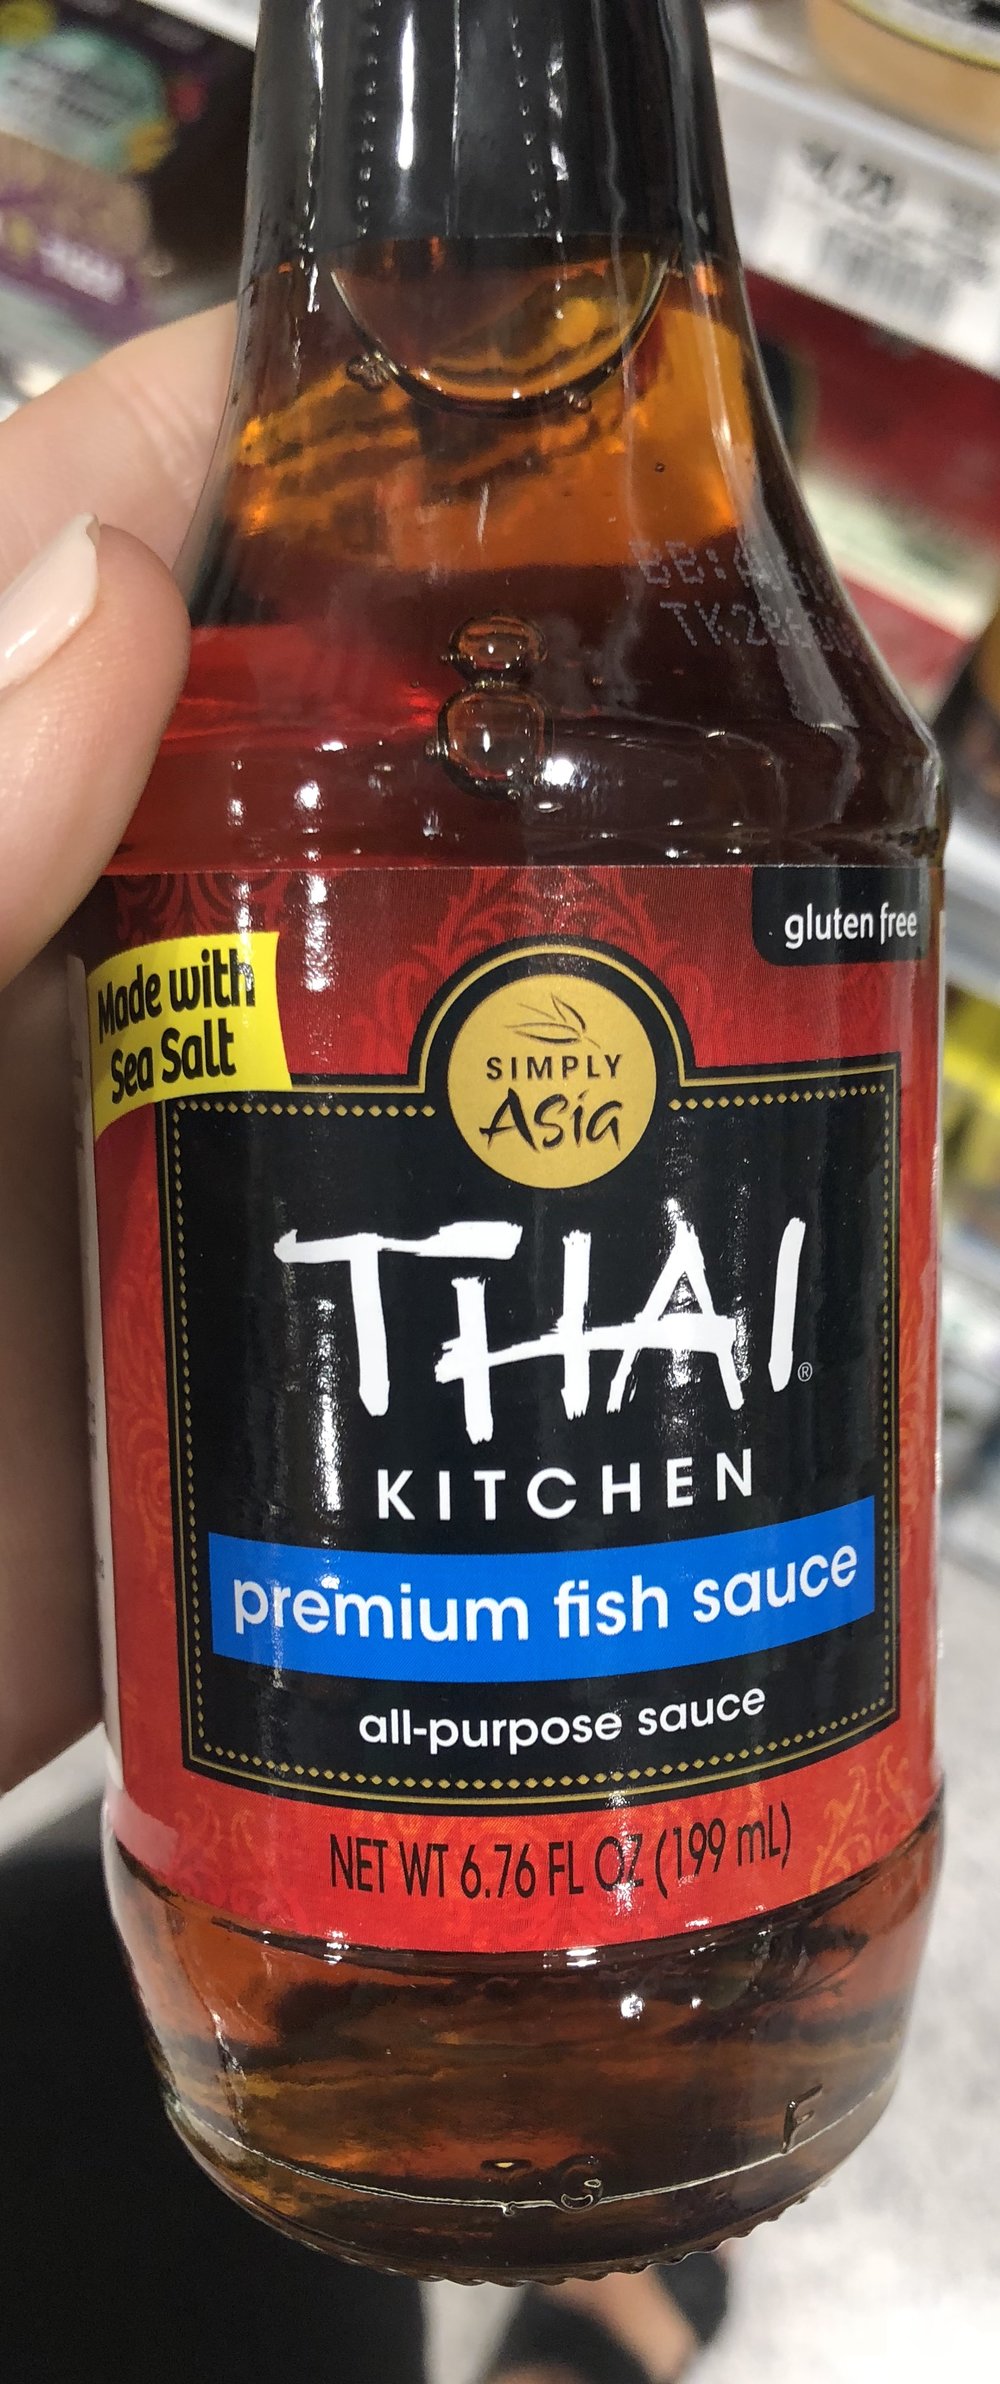 BB:
gluten free
Made with
Sea Salt
SIMPLY
Asia
THAI®
KITCHEN
premium fish sauce
all-purpose sauce
NET WT 6.76 FL OZ (199 mL)
G
F